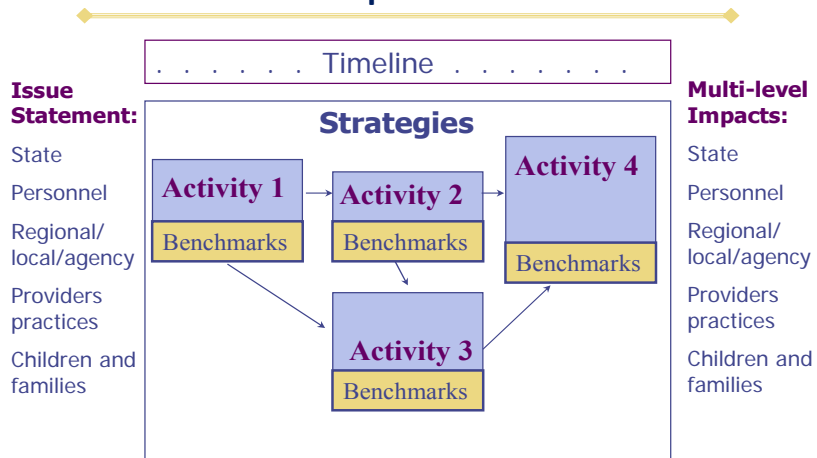 . . . . . . Timeline . . . . . . .
Issue
Statement:
State
Personnel
Regional/
local/agency
Providers
practices
Children and
families
Strategies
Activity 1
Benchmarks
Activity 2
Benchmarks
Activity 3
Benchmarks
Activity 4
Benchmarks
Multi-level
Impacts:
State
Personnel
Regional/
local/agency
Providers
practices
Children and
families